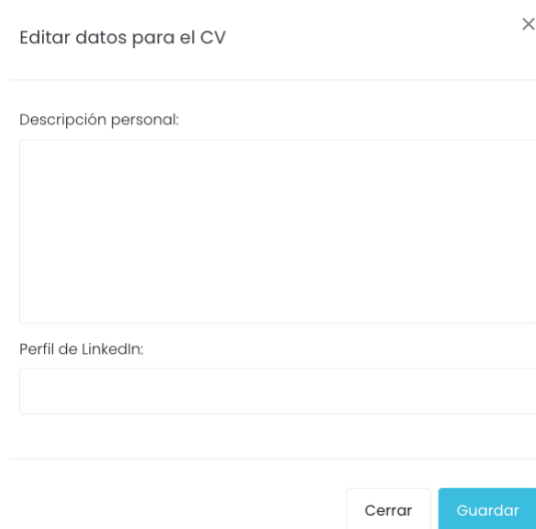 Editar datos para el CV
Descripción personal:
Perfil de LinkedIn:
Cerrar
Guardar